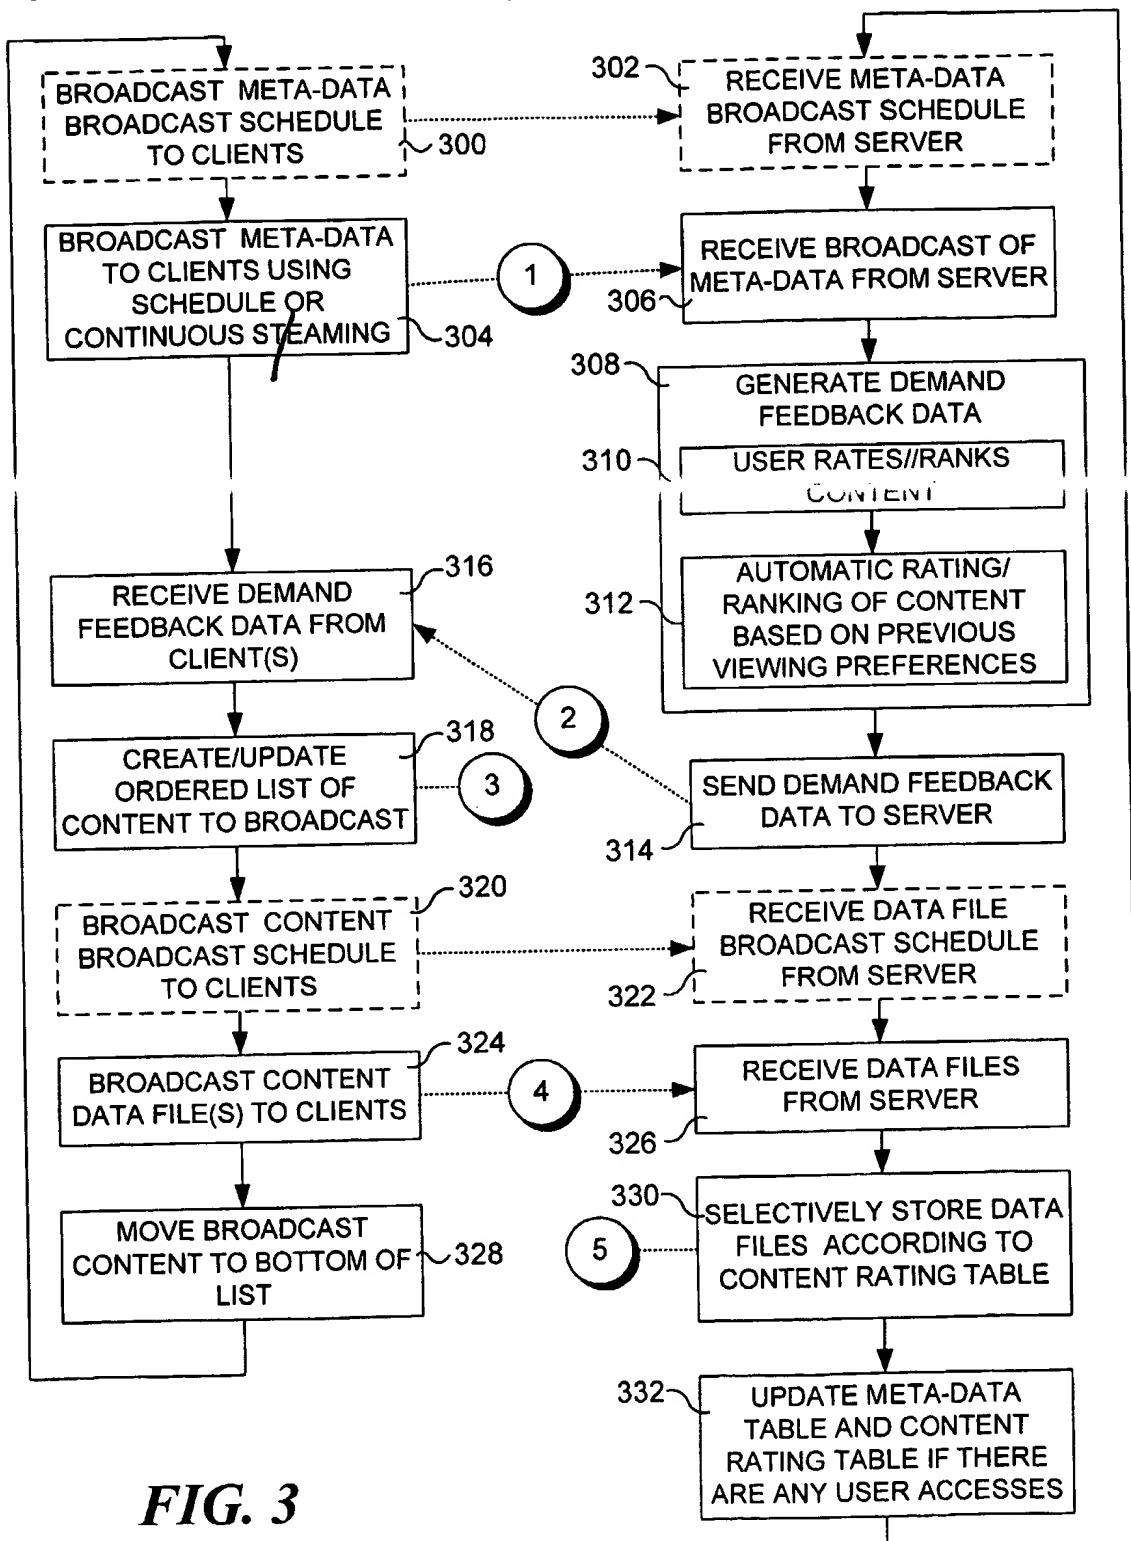 BROADCAST META-DATA
BROADCAST SCHEDULE
TO CLIENTS
300
302
RECEIVE META-DATA
BROADCAST SCHEDULE
FROM SERVER
BROADCAST META-DATA
TO CLIENTS USING
SCHEDULE OR
CONTINUOUS STEAMING
304
1
RECEIVE BROADCAST OF
META-DATA FROM SERVER
306
308
GENERATE DEMAND
FEEDBACK DATA
310
USER RATES//RANKS
CONTENT
312
AUTOMATIC RATING/
RANKING OF CONTENT
BASED ON PREVIOUS
VIEWING PREFERENCES
316
RECEIVE DEMAND
FEEDBACK DATA FROM
CLIENT(S)
2
318
CREATE/UPDATE
ORDERED LIST OF
CONTENT TO BROADCAST
3
SEND DEMAND FEEDBACK
DATA TO SERVER
314
320
BROADCAST CONTENT
BROADCAST SCHEDULE
TO CLIENTS
RECEIVE DATA FILE
BROADCAST SCHEDULE
FROM SERVER
322
324
BROADCAST CONTENT
DATA FILE(S) TO CLIENTS
4
RECEIVE DATA FILES
FROM SERVER
326
MOVE BROADCAST
CONTENT TO BOTTOM OF
LIST
328
330
SELECTIVELY STORE DATA
FILES ACCORDING TO
CONTENT RATING TABLE
5
332
UPDATE META-DATA
TABLE AND CONTENT
RATING TABLE IF THERE
ARE ANY USER ACCESSES
FIG. 3